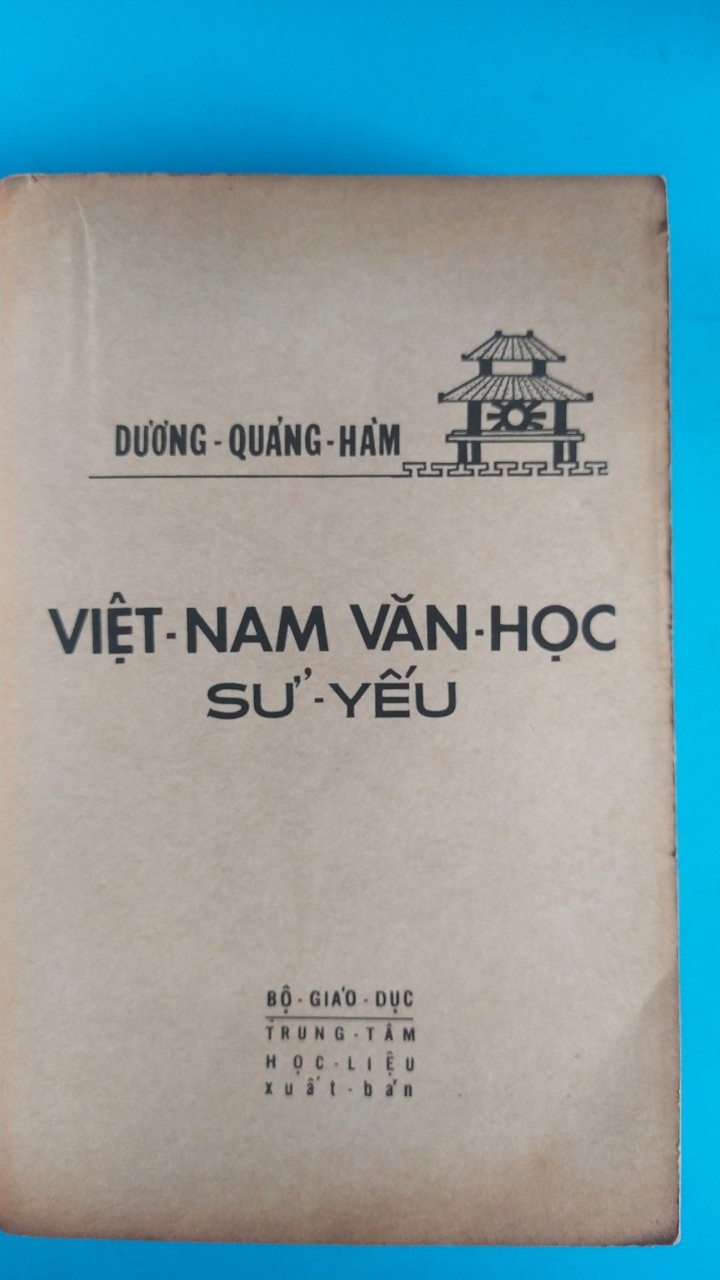 DƯƠNG - QUẢNG - HÀM
VIỆT - NAM VĂN - HỌC
SỬ - YẾU
BỘ - GIÁO - DỤC
TRUNG - TÂM
HỌC - LIỆU
xuất - bản